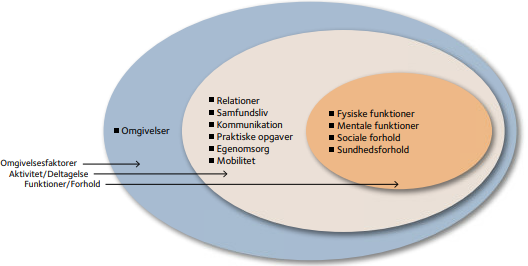 Omgivelser
Relationer
Samfundsliv
Kommunikation
Praktiske opgaver
Egenomsorg
Mobilitet
Fysiske funktioner
Mentale funktioner
Sociale forhold
Sundhedsforhold
Omgivelsesfaktorer
Aktivitet/Deltagelse
Funktioner/Forhold